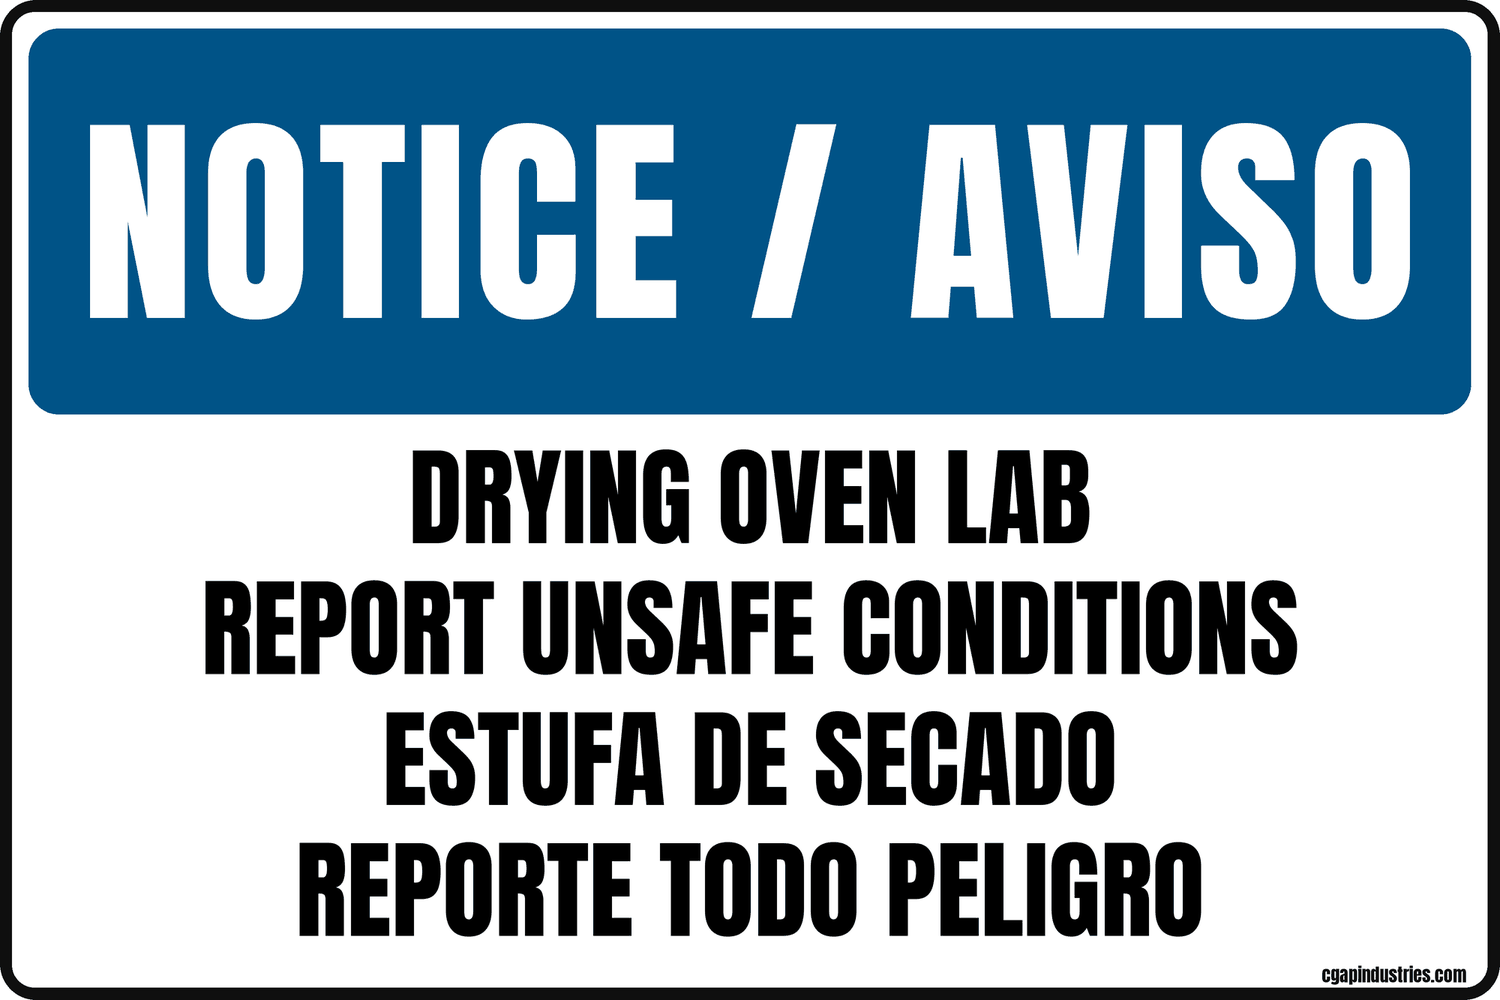 NOTICE / AVISO
DRYING OVEN LAB
REPORT UNSAFE CONDITIONS
ESTUFA DE SECADO
REPORTE TODO PELIGRO
cgapindustries.com